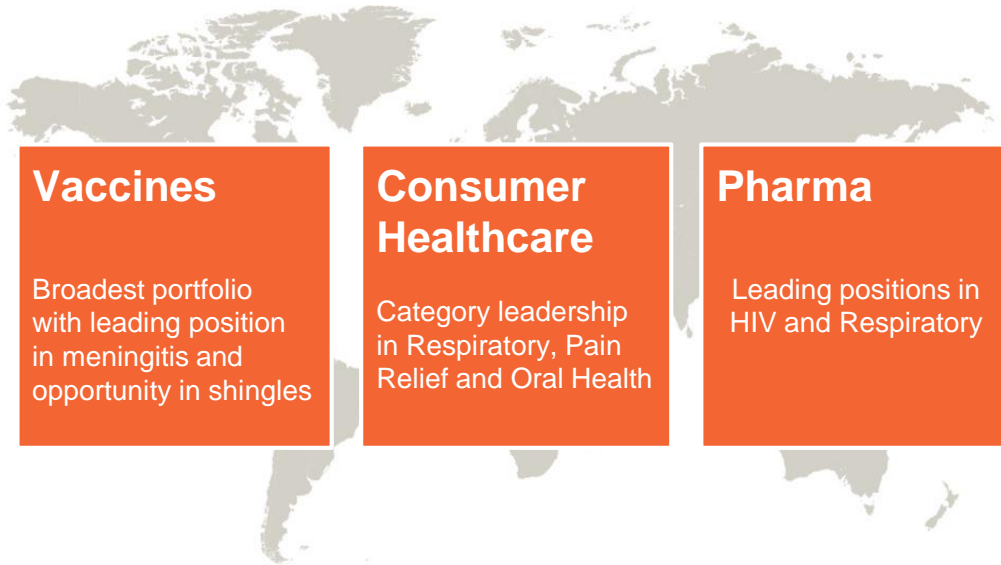 Vaccines
Broadest portfolio
with leading position
in meningitis and
opportunity in shingles
Consumer
Healthcare
Category leadership
in Respiratory, Pain
Relief and Oral Health
Pharma
Leading positions in
HIV and Respiratory